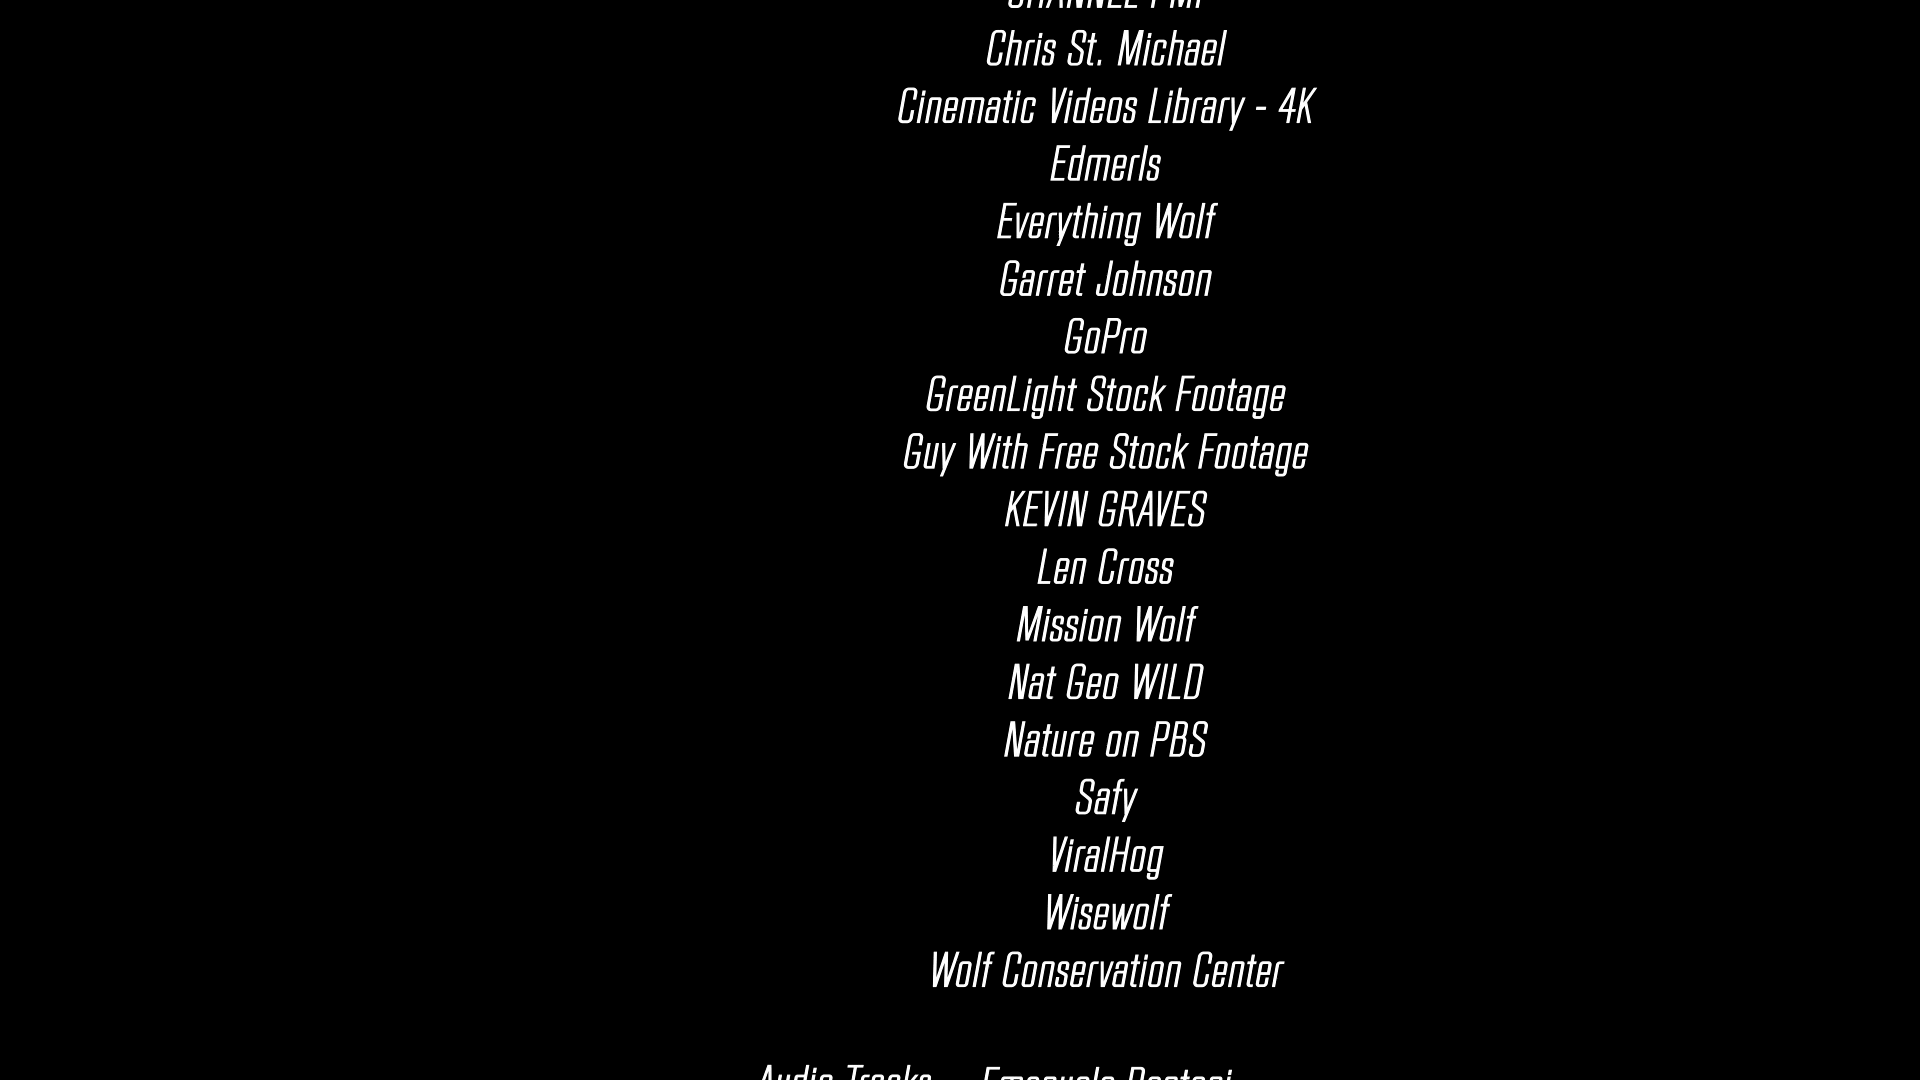 Chris St. Michael
Cinematic Videos Library - 4K
Edmerls
Everything Wolf
Garret Johnson
GoPro
GreenLight Stock Footage
Guy With Free Stock Footage
KEVIN GRAVES
Len Cross
Mission Wolf
Nat Geo WILD
Nature on PBS
Safy
ViralHog
Wisewolf
Wolf Conservation Center
Audio Tracks